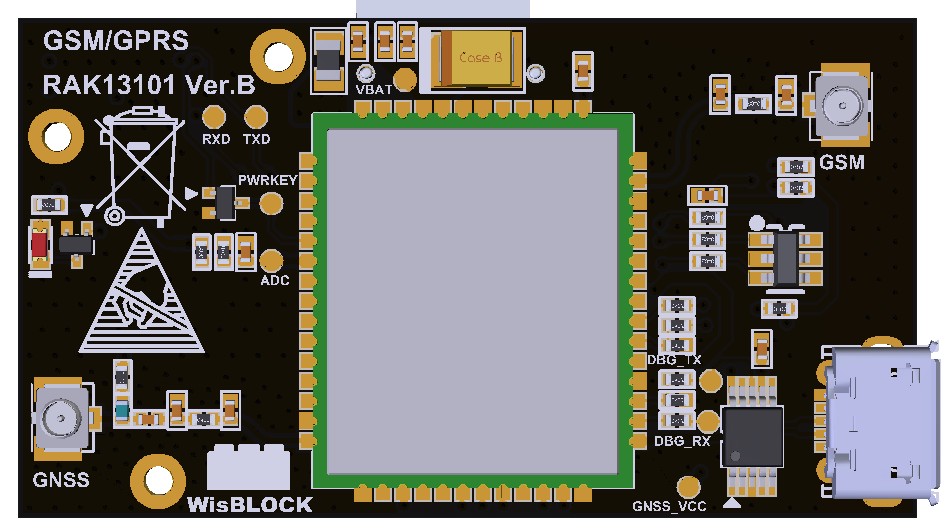 GSM/GPRS
RAK13101 Ver.B
VBAT
Case B
RXD TXD
GSM
PWRKEY
ADC
DBG_TX
DBG_RX
GNSS
WisBLOCK
GNSS_VCC